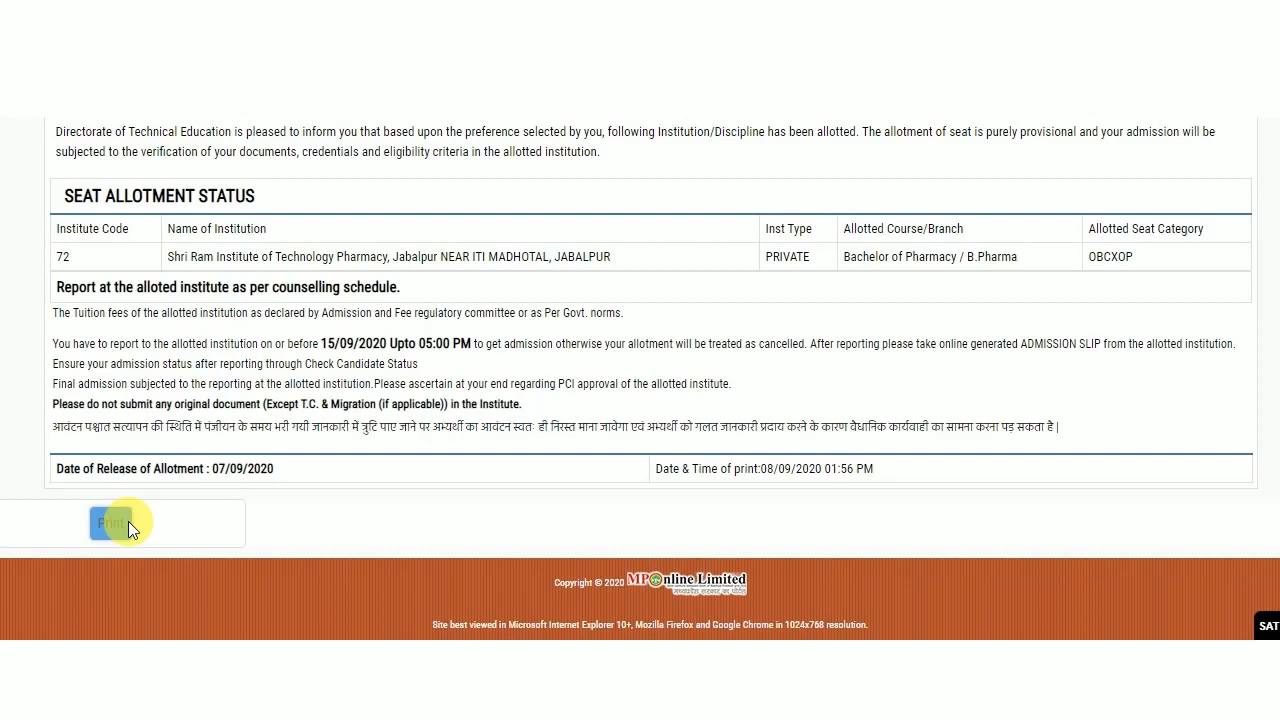 Directorate of Technical Education is pleased to inform you that based upon the preference selected by you, following Institution/Discipline has been allotted. The allotment of seat is purely provisional and your admission will be
subjected to the verification of your documents, credentials and eligibility criteria in the allotted institution.
SEAT ALLOTMENT STATUS
Institute Code Name of Institution Inst Type Allotted Course/Branch Allotted Seat Category
72 Shri Ram Institute of Technology Pharmacy, Jabalpur NEAR ITI MADHOTAL, JABALPUR PRIVATE Bachelor of Pharmacy / B.Pharma OBCXOP
Report at the alloted institute as per counselling schedule.
The Tuition fees of the allotted institution as declared by Admission and Fee regulatory committee or as Per Govt. norms.
You have to report to the allotted institution on or before 15/09/2020 Upto 05:00 PM to get admission otherwise your allotment will be treated as cancelled. After reporting please take online generated ADMISSION SLIP from the allotted institution.
Ensure your admission status after reporting through Check Candidate Status
Final admission subjected to the reporting at the allotted institution.Please ascertain at your end regarding PCI approval of the allotted institute.
Please do not submit any original document (Except T.C. & Migration (if applicable)) in the Institute.
आवंटन पश्चात सत्यापन की स्थिति में पंजीयन के समय भरी गयी जानकारी में त्रुटि पाए जाने पर अभ्यर्थी का आवंटन स्वतः ही निरस्त माना जावेगा एवं अभ्यर्थी को गलत जानकारी प्रदाय करने के कारण वैधानिक कार्यवाही का सामना करना पड़ सकता है |
Date of Release of Allotment : 07/09/2020 Date & Time of print:08/09/2020 01:56 PM
Print
Copyright © 2020 MPOnline Limited
मध्यप्रदेश सरकार का पोर्टल
Site best viewed in Microsoft Internet Explorer 10+, Mozilla Firefox and Google Chrome in 1024x768 resolution.
SAT